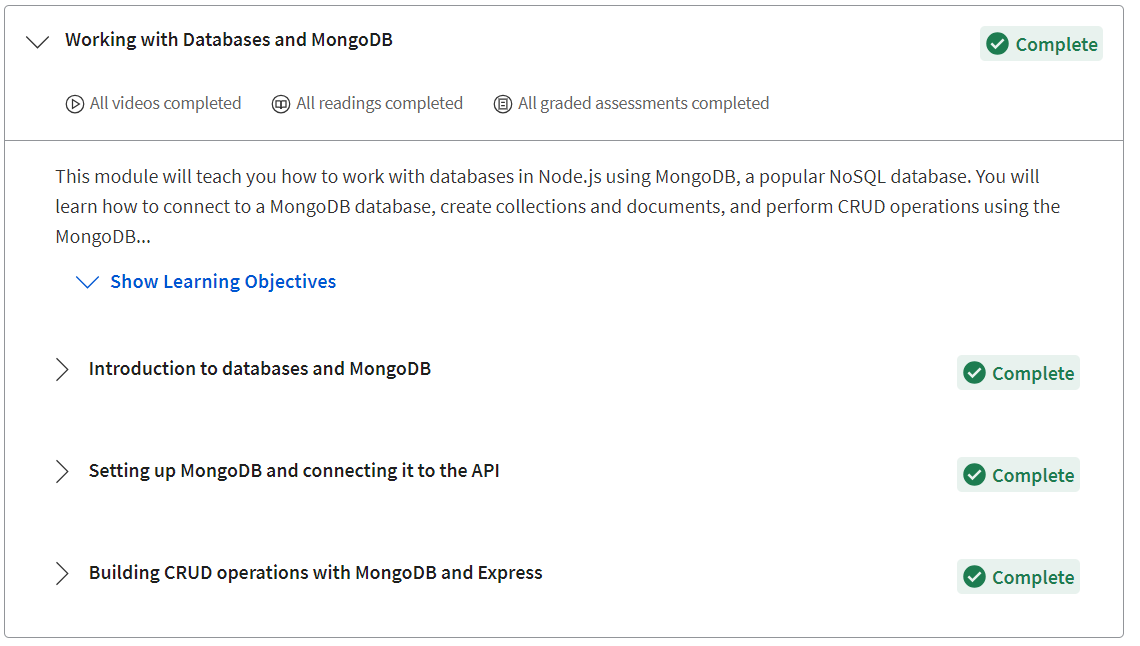 Working with Databases and MongoDB
Complete
All videos completed
All readings completed
All graded assessments completed
This module will teach you how to work with databases in Node.js using MongoDB, a popular NoSQL database. You will
learn how to connect to a MongoDB database, create collections and documents, and perform CRUD operations using the
MongoDB...
Show Learning Objectives
Introduction to databases and MongoDB
Complete
Setting up MongoDB and connecting it to the API
Complete
Building CRUD operations with MongoDB and Express
Complete